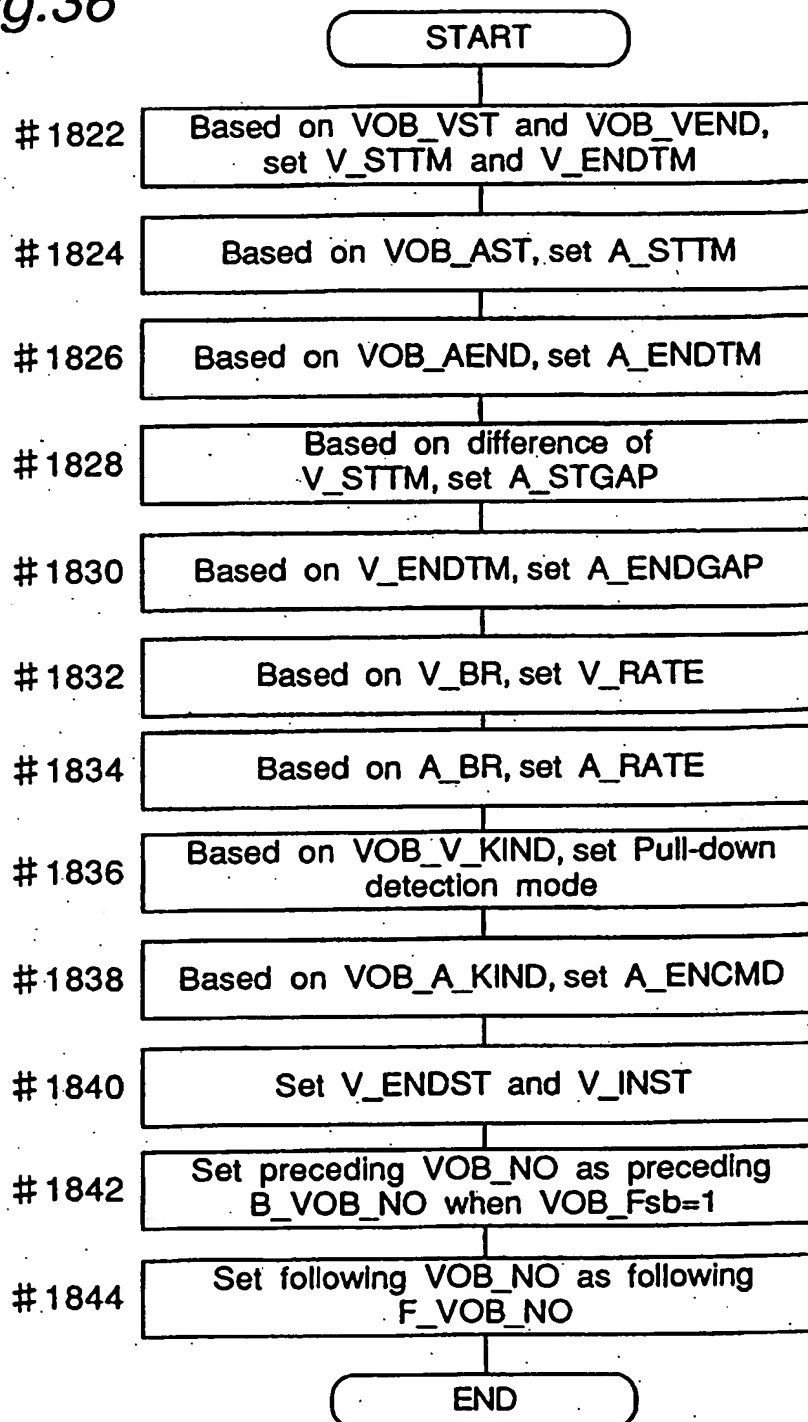 g.36
START
#1822
Based on VOB_VST and VOB_VEND,
set V_STTM and V_ENDTM
#1824
Based on VOB_AST, set A_STTM
#1826
Based on VOB_AEND, set A_ENDTM
#1828
Based on difference of
V_STTM, set A_STGAP
#1830
Based on V_ENDTM, set A_ENDGAP
#1832
Based on V_BR, set V_RATE
#1834
Based on A_BR, set A_RATE
#1836
Based on VOB_V_KIND, set Pull-down
detection mode
#1838
Based on VOB_A_KIND, set A_ENCMD
#1840
Set V_ENDST and V_INST
#1842
Set preceding VOB_NO as preceding
B_VOB_NO when VOB_Fsb=1
#1844
Set following VOB_NO as following
F_VOB_NO
END